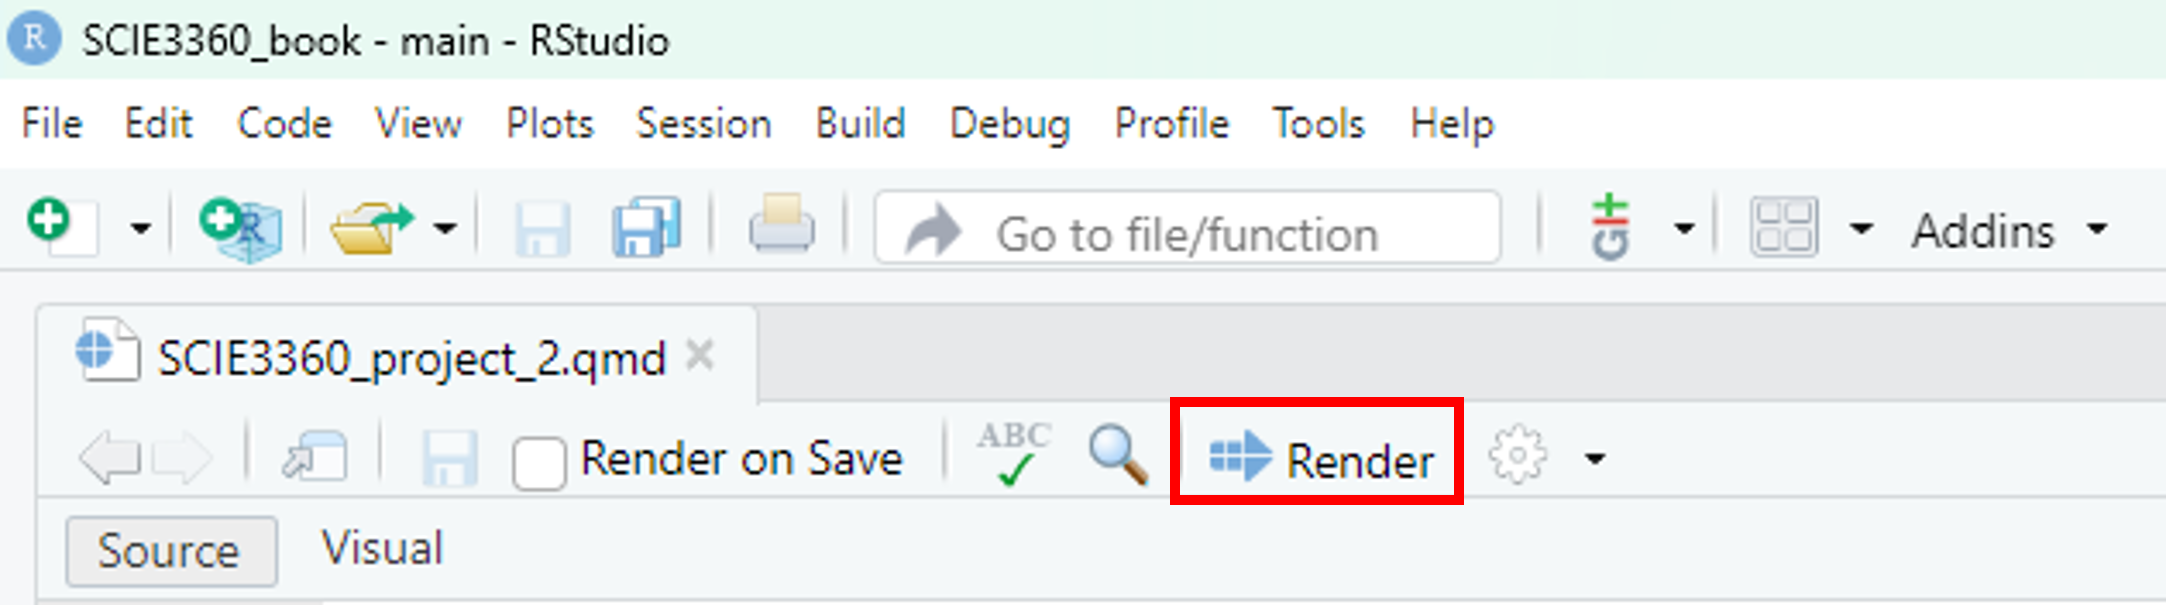 R SCIE3360_book - main - RStudio
File Edit Code View Plots Session Build Debug Profile Tools Help
R Go to file/function Git Addins
SCIE3360_project_2.qmd
Render on Save ABC Render
Source Visual